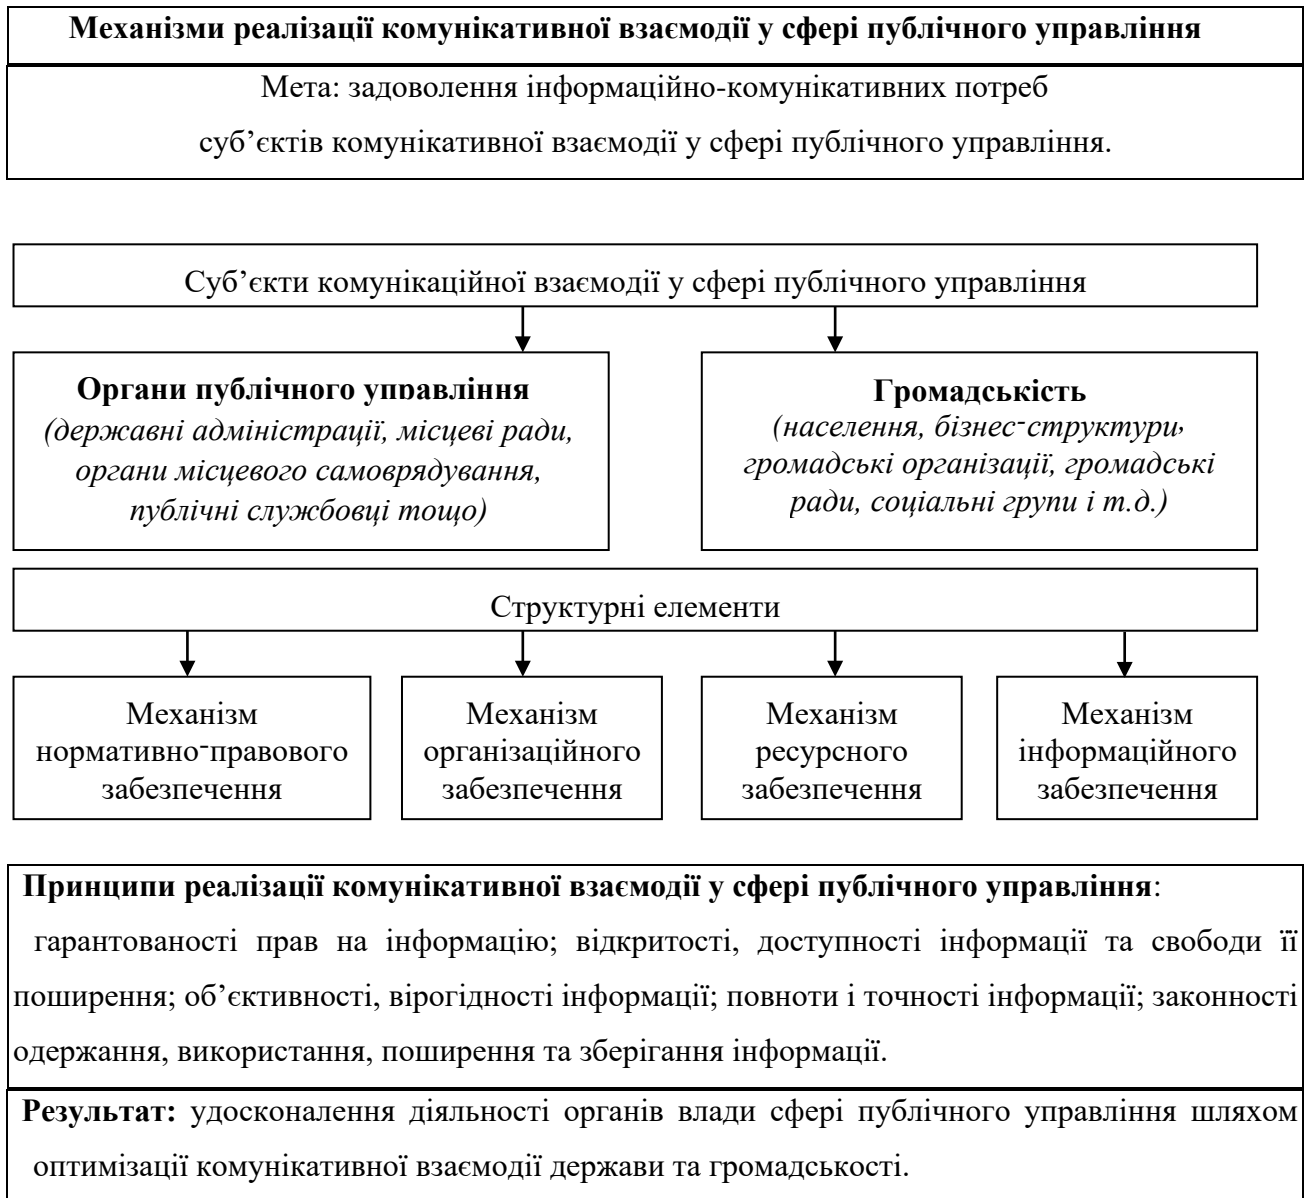 Механізми реалізації комунікативної взаємодії у сфері публічного управління
Мета: задоволення інформаційно-комунікативних потреб
суб’єктів комунікативної взаємодії у сфері публічного управління.
Суб’єкти комунікаційної взаємодії у сфері публічного управління
Органи публічного управління
(державні адміністрації, місцеві ради,
органи місцевого самоврядування,
публічні службовці тощо)
Громадськість
(населення, бізнес-структури,
громадські організації, громадські
ради, соціальні групи і т.д.)
Структурні елементи
Механізм
нормативно-правового
забезпечення
Механізм
організаційного
забезпечення
Механізм
ресурсного
забезпечення
Механізм
інформаційного
забезпечення
Принципи реалізації комунікативної взаємодії у сфері публічного управління:
гарантованості прав на інформацію; відкритості, доступності інформації та свободи її
поширення; об’єктивності, вірогідності інформації; повноти і точності інформації; законності
одержання, використання, поширення та зберігання інформації.
Результат: удосконалення діяльності органів влади сфері публічного управління шляхом
оптимізації комунікативної взаємодії держави та громадськості.